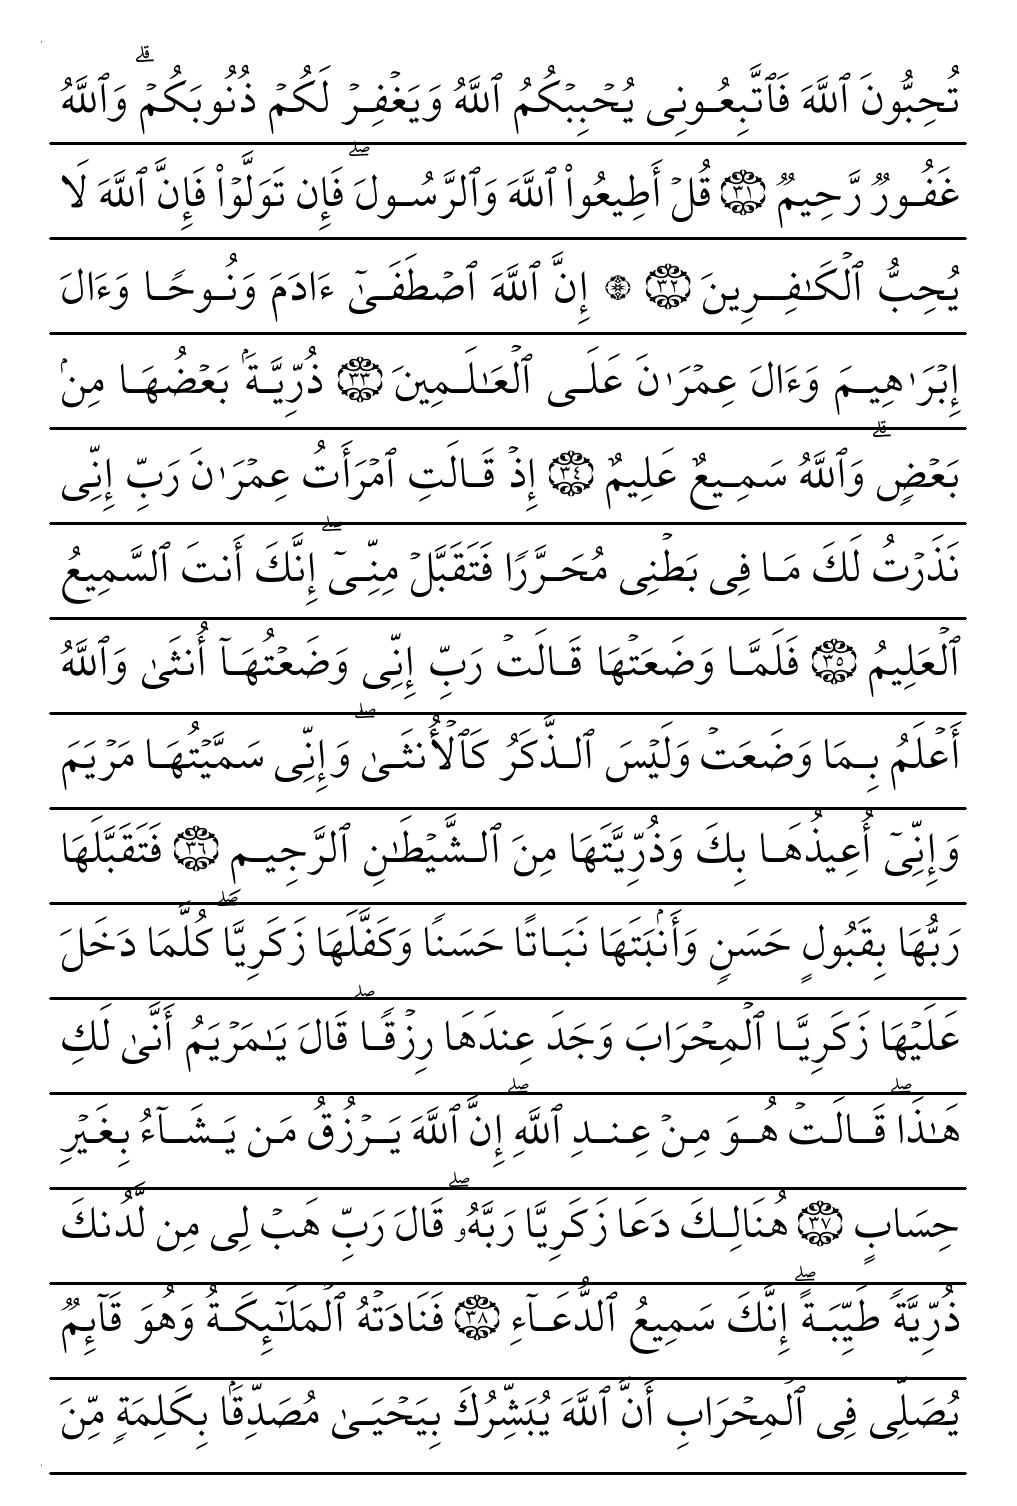 تُحِبُّونَ ٱللَّهَ فَٱتَّبِعُونِى يُحْبِبْكُمُ ٱللَّهُ وَيَغْفِرْ لَكُمْ ذُنُوبَكُمْ ۗ وَٱللَّهُ
غَفُورٌ رَّحِيمٌ ﴿٣١﴾ قُلْ أَطِيعُوا۟ ٱللَّهَ وَٱلرَّسُولَ ۖ فَإِن تَوَلَّوْا۟ فَإِنَّ ٱللَّهَ لَا
يُحِبُّ ٱلْكَـٰفِرِينَ ﴿٣٢﴾ ۞ إِنَّ ٱللَّهَ ٱصْطَفَىٰٓ ءَادَمَ وَنُوحًا وَءَالَ
إِبْرَٰهِيمَ وَءَالَ عِمْرَٰنَ عَلَى ٱلْعَـٰلَمِينَ ﴿٣٣﴾ ذُرِّيَّةًۢ بَعْضُهَا مِنۢ
بَعْضٍ ۗ وَٱللَّهُ سَمِيعٌ عَلِيمٌ ﴿٣٤﴾ إِذْ قَالَتِ ٱمْرَأَتُ عِمْرَٰنَ رَبِّ إِنِّى
نَذَرْتُ لَكَ مَا فِى بَطْنِى مُحَرَّرًا فَتَقَبَّلْ مِنِّىٓ ۖ إِنَّكَ أَنتَ ٱلسَّمِيعُ
ٱلْعَلِيمُ ﴿٣٥﴾ فَلَمَّا وَضَعَتْهَا قَالَتْ رَبِّ إِنِّى وَضَعْتُهَآ أُنثَىٰ وَٱللَّهُ
أَعْلَمُ بِمَا وَضَعَتْ وَلَيْسَ ٱلذَّكَرُ كَٱلْأُنثَىٰ ۖ وَإِنِّى سَمَّيْتُهَا مَرْيَمَ
وَإِنِّىٓ أُعِيذُهَا بِكَ وَذُرِّيَّتَهَا مِنَ ٱلشَّيْطَـٰنِ ٱلرَّجِيمِ ﴿٣٦﴾ فَتَقَبَّلَهَا
رَبُّهَا بِقَبُولٍ حَسَنٍ وَأَنۢبَتَهَا نَبَاتًا حَسَنًا وَكَفَّلَهَا زَكَرِيَّا ۖ كُلَّمَا دَخَلَ
عَلَيْهَا زَكَرِيَّا ٱلْمِحْرَابَ وَجَدَ عِندَهَا رِزْقًا ۖ قَالَ يَـٰمَرْيَمُ أَنَّىٰ لَكِ
هَـٰذَا ۖ قَالَتْ هُوَ مِنْ عِندِ ٱللَّهِ ۖ إِنَّ ٱللَّهَ يَرْزُقُ مَن يَشَآءُ بِغَيْرِ
حِسَابٍ ﴿٣٧﴾ هُنَالِكَ دَعَا زَكَرِيَّا رَبَّهُۥ ۖ قَالَ رَبِّ هَبْ لِى مِن لَّدُنكَ
ذُرِّيَّةً طَيِّبَةً ۖ إِنَّكَ سَمِيعُ ٱلدُّعَآءِ ﴿٣٨﴾ فَنَادَتْهُ ٱلْمَلَـٰٓئِكَةُ وَهُوَ قَآئِمٌ
يُصَلِّى فِى ٱلْمِحْرَابِ أَنَّ ٱللَّهَ يُبَشِّرُكَ بِيَحْيَىٰ مُصَدِّقًۢا بِكَلِمَةٍ مِّنَ